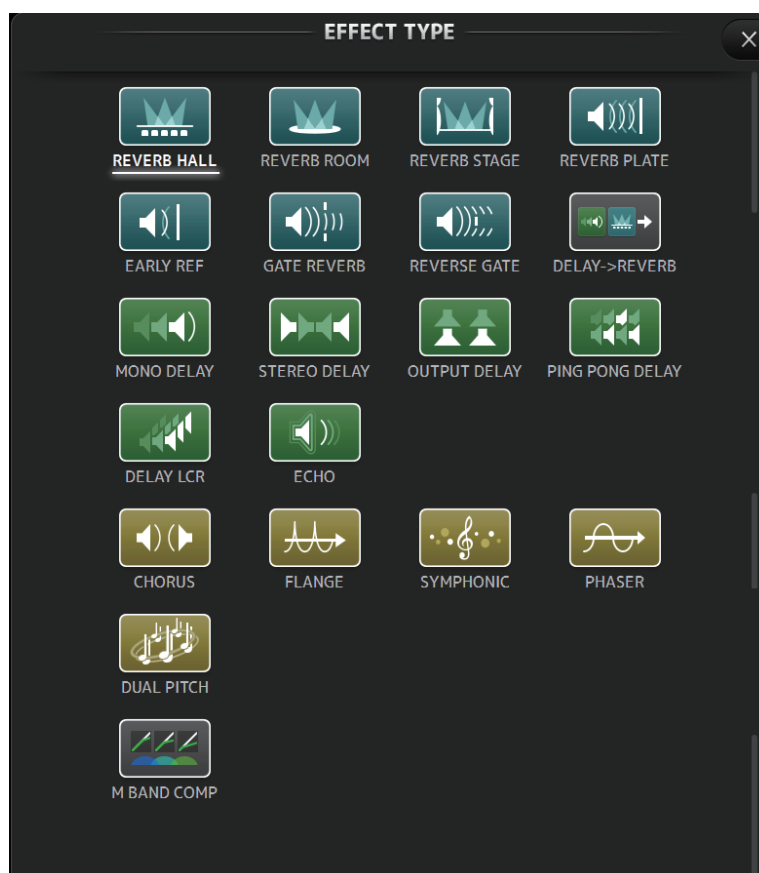 EFFECT TYPE
REVERB HALL REVERB ROOM REVERB STAGE REVERB PLATE
EARLY REF GATE REVERB REVERSE GATE DELAY->REVERB
MONO DELAY STEREO DELAY OUTPUT DELAY PING PONG DELAY
DELAY LCR ECHO
CHORUS FLANGE SYMPHONIC PHASER
DUAL PITCH
M BAND COMP